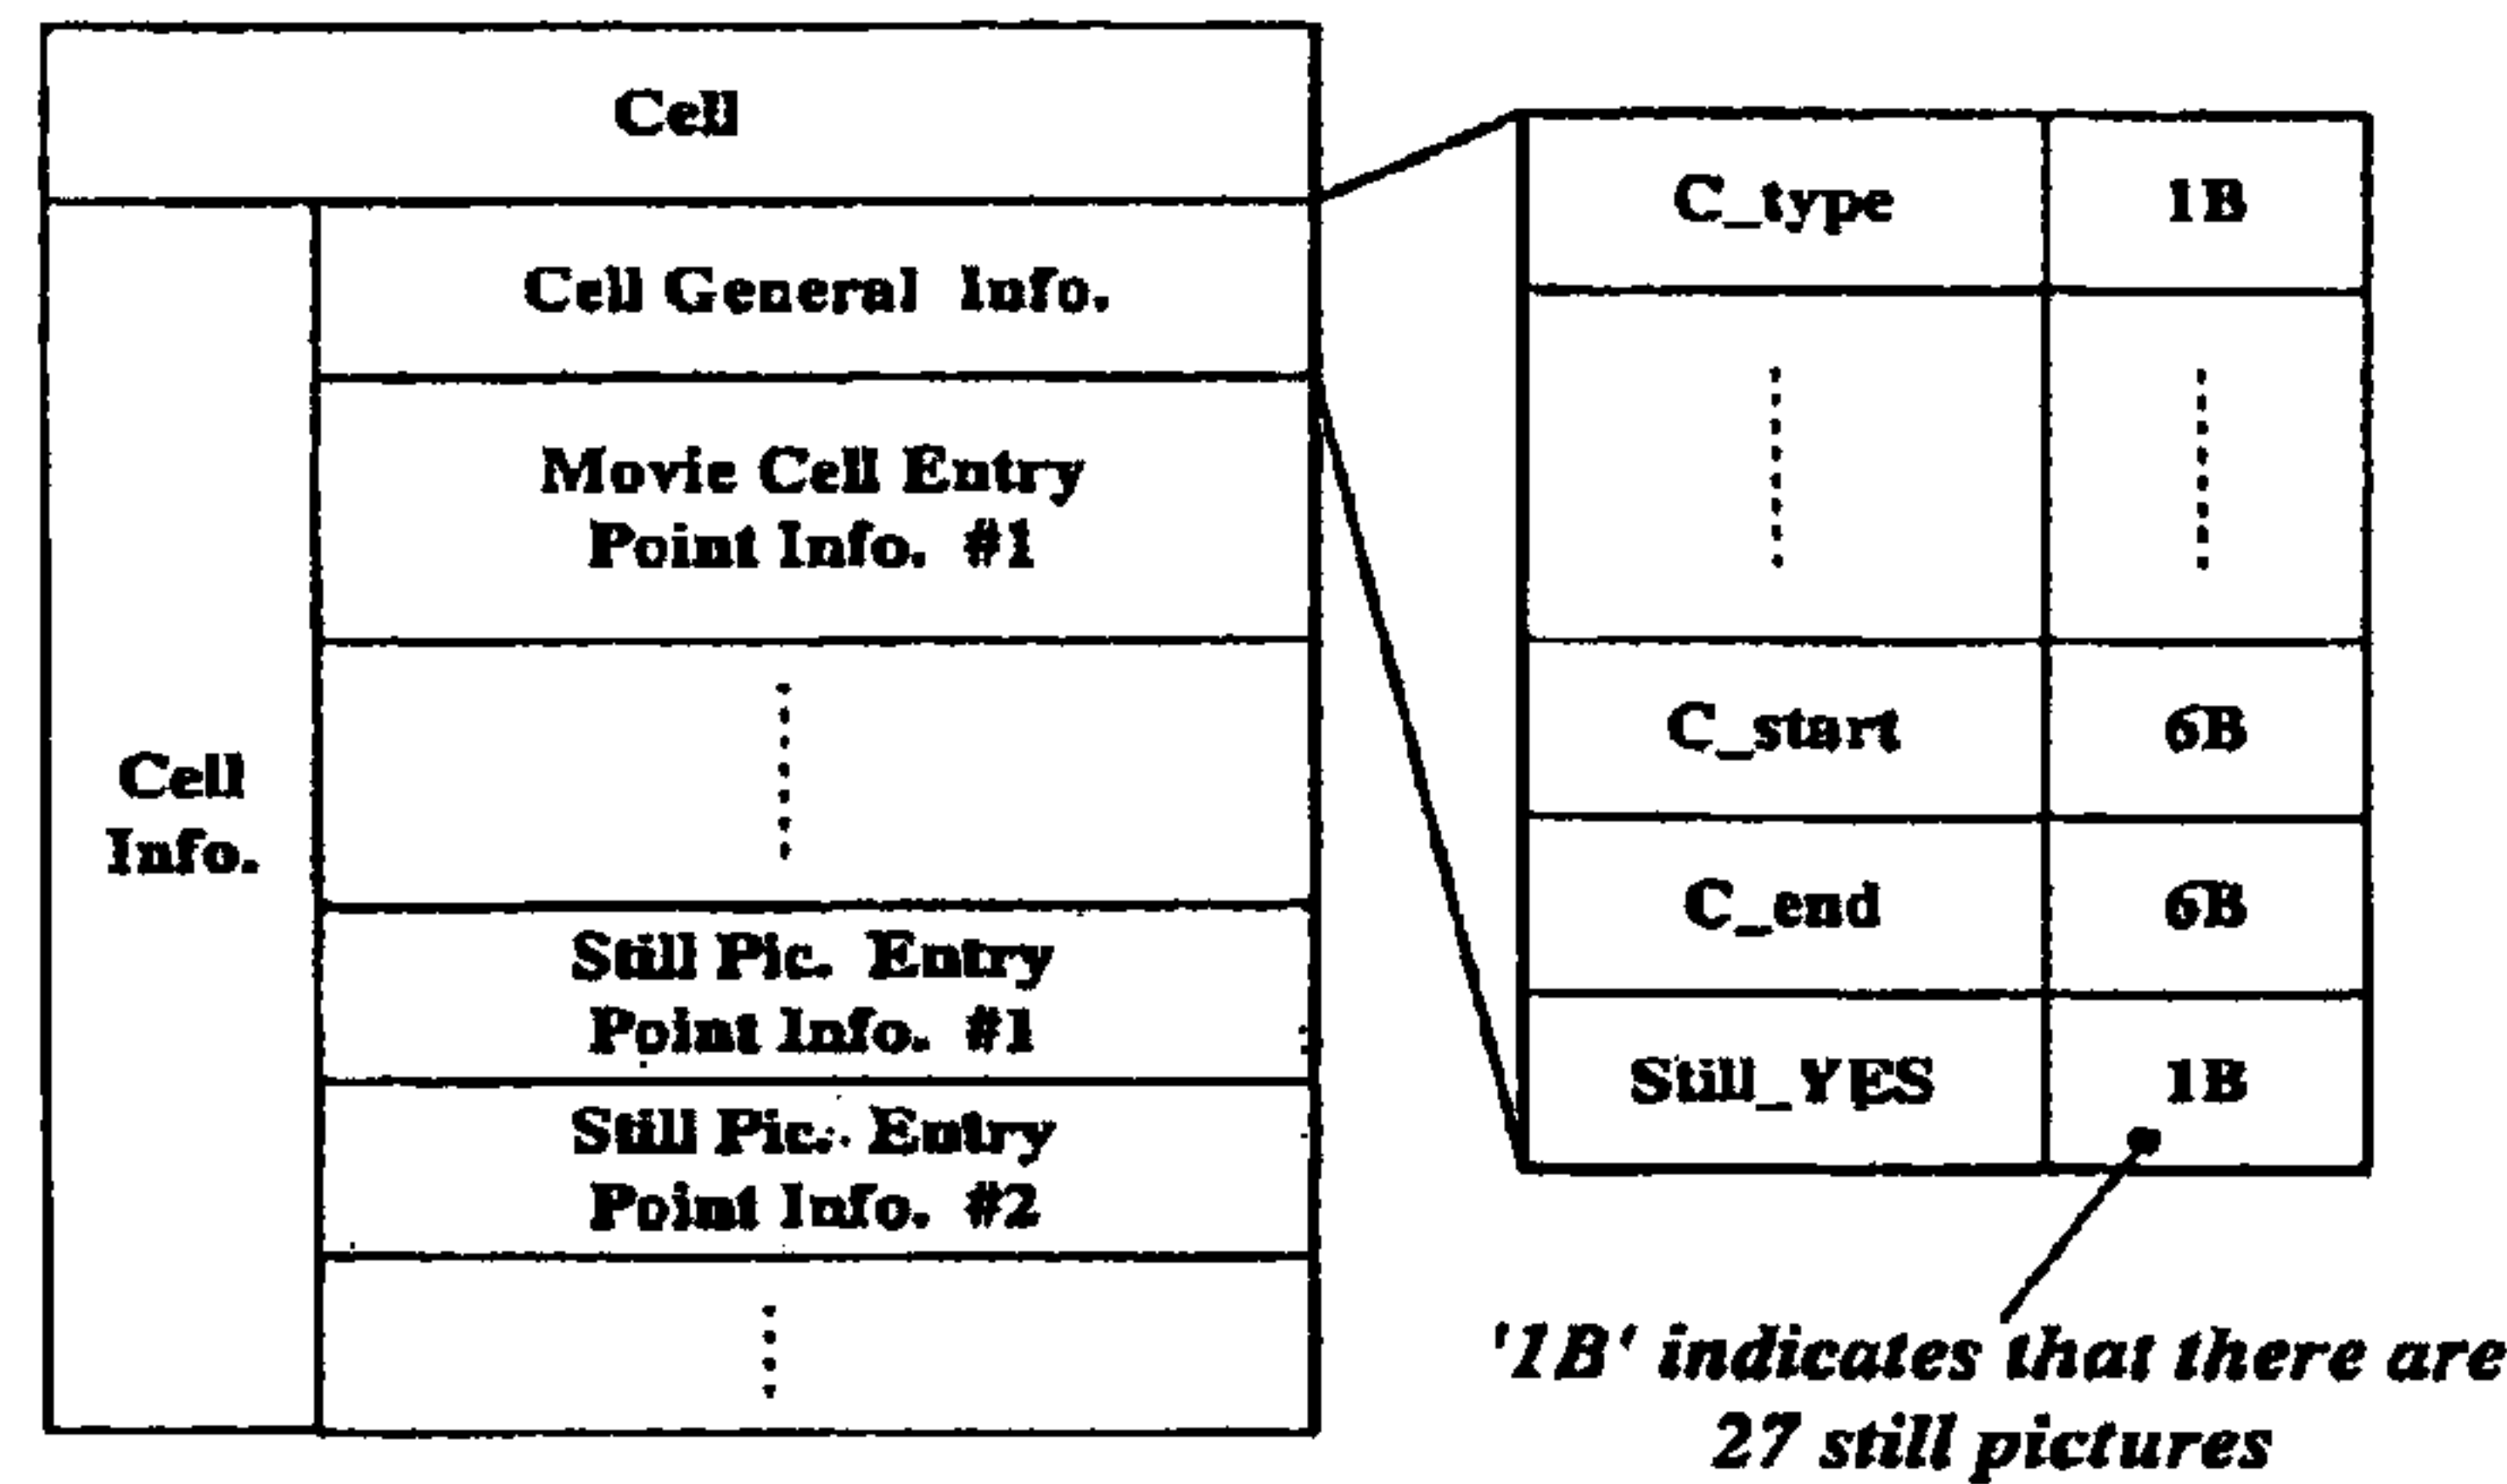 Cell
Cell General Info.
Movie Cell Entry
Point Info. #1
Cell
Info.
Still Pic. Entry
Point Info. #1
Still Pic. Entry
Point Info. #2
C_type 1B
C_start 6B
C_end 6B
Still_YES 1B
'1B' indicates that there are
27 still pictures